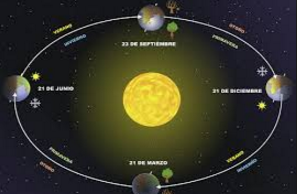 VERANO
INVIERNO
OTOÑO
PRIMAVERA
23 DE SEPTIEMBRE
21 DE JUNIO
21 DE DICIEMBRE
21 DE MARZO
PRIMAVERA
OTOÑO
VERANO
INVIERNO